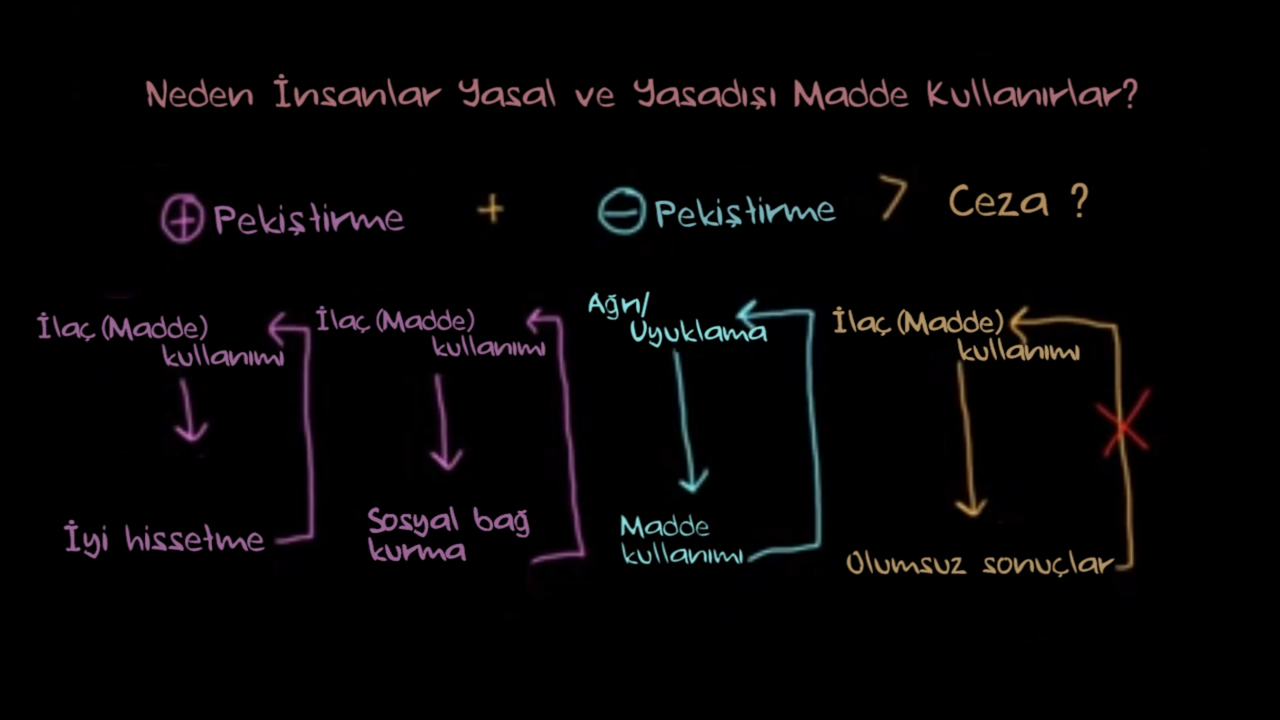 Neden İnsanlar Yasal ve Yasadışı Madde Kullanırlar?
+ Pekiştirme + − Pekiştirme > Ceza ?
İlaç (Madde)
kullanımı
İyi hissetme
İlaç (Madde)
kullanımı
Sosyal bağ
kurma
Ağrı/
Uyuklama
Madde
kullanımı
İlaç (Madde)
kullanımı
Olumsuz sonuçlar